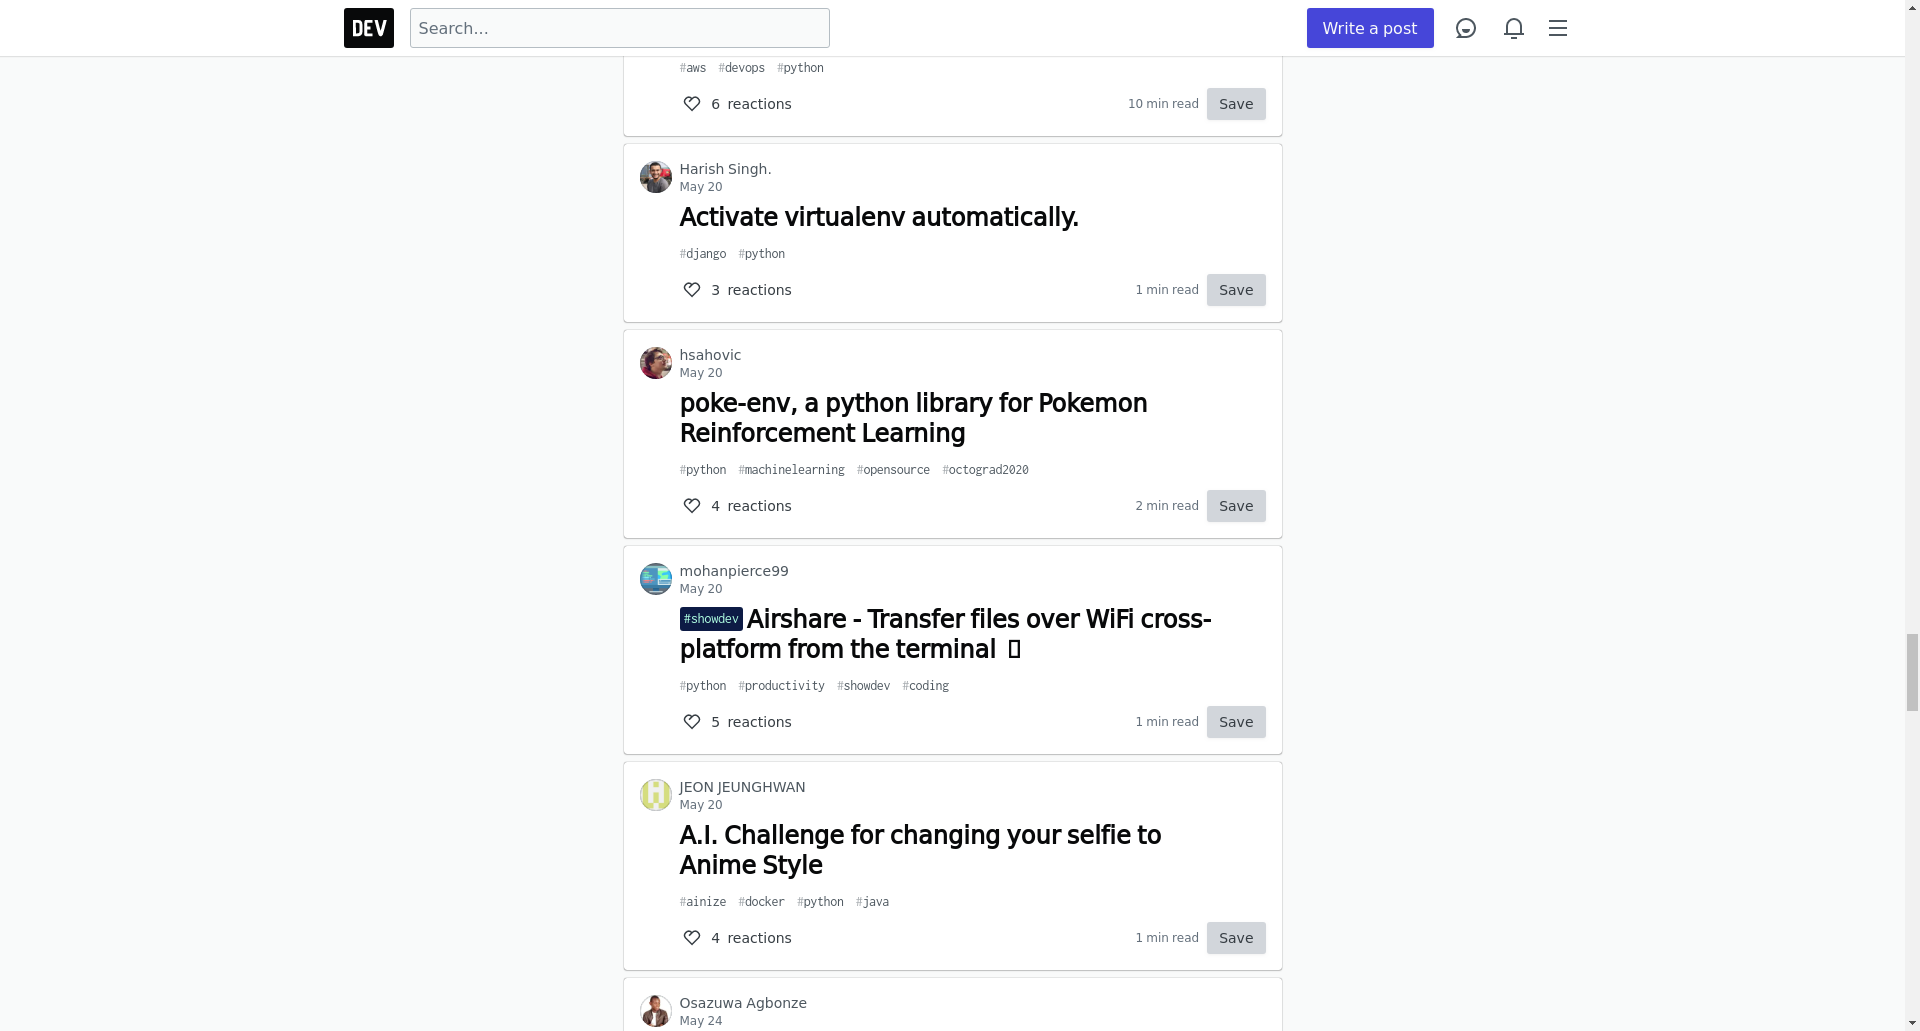 DEV
Search...
Write a post
#aws #devops #python
6 reactions
10 min read
Save
Harish Singh.
May 20
Activate virtualenv automatically.
#django #python
3 reactions
1 min read
Save
hsahovic
May 20
poke-env, a python library for Pokemon
Reinforcement Learning
#python #machinelearning #opensource #octograd2020
4 reactions
2 min read
Save
mohanpierce99
May 20
#showdev Airshare - Transfer files over WiFi cross-
platform from the terminal
#python #productivity #showdev #coding
5 reactions
1 min read
Save
JEON JEUNGHWAN
May 20
A.I. Challenge for changing your selfie to
Anime Style
#ainize #docker #python #java
4 reactions
1 min read
Save
Osazuwa Agbonze
May 24